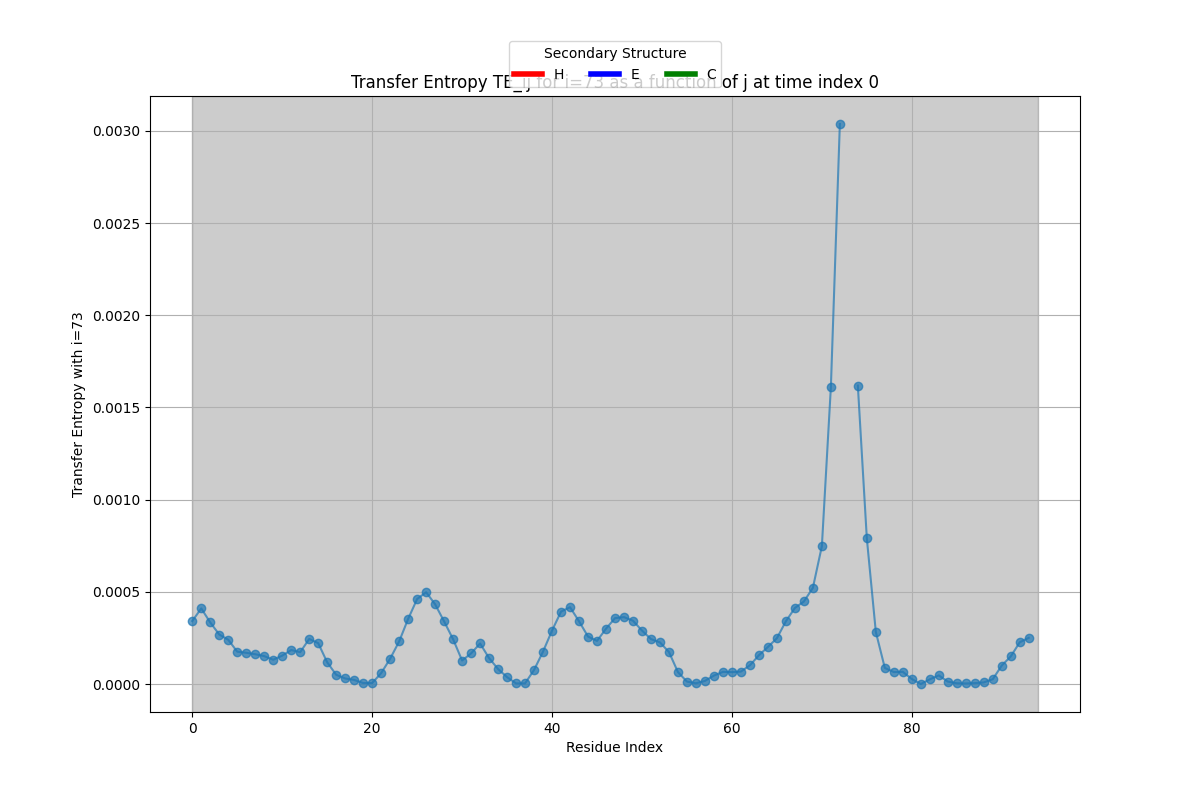 Secondary Structure
H E C
Transfer Entropy TE_ij for i=73 as a function of j at time index 0
0.0030
0.0025
0.0020
0.0015
0.0010
0.0005
0.0000
Transfer Entropy with i=73
0 20 40 60 80
Residue Index